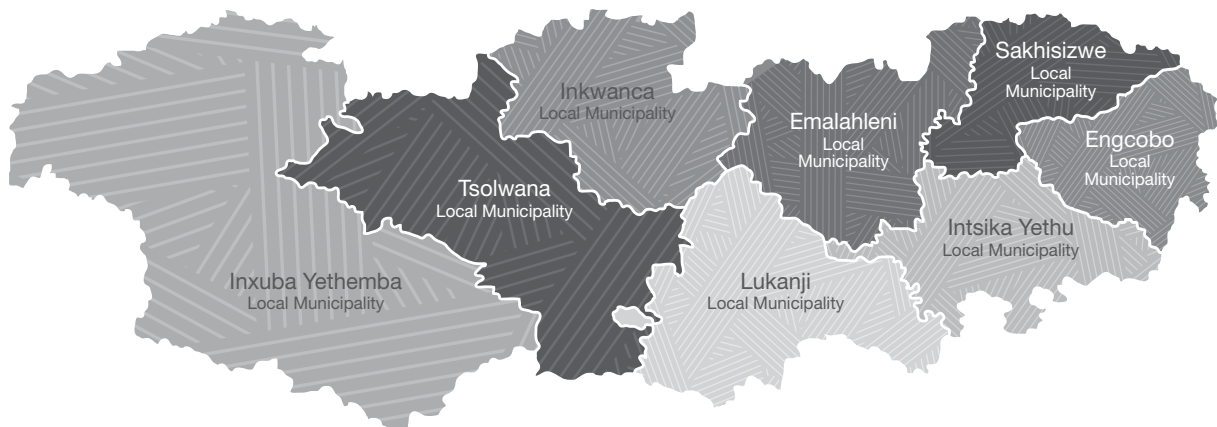 Sakhisizwe
Local
Municipality
Inkwanca
Local Municipality
Emalahleni
Local
Municipality
Engcobo
Local
Municipality
Tsolwana
Local Municipality
Intsika Yethu
Local Municipality
Inxuba Yethemba
Local Municipality
Lukanji
Local Municipality